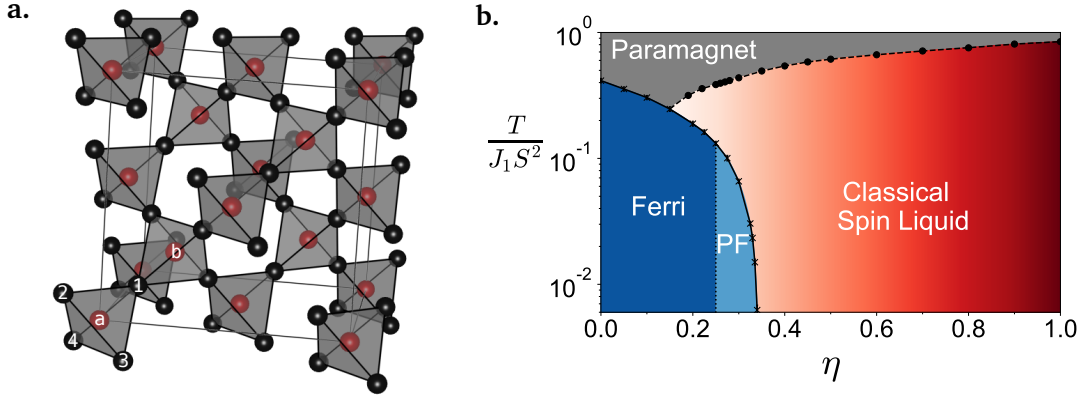 a.
b
1
2
a
4
3
b.
10^0
Paramagnet
T
J_1S^2
10^-1
Ferri
PF
Classical
Spin Liquid
10^-2
0.0
0.2
0.4
0.6
0.8
1.0
η